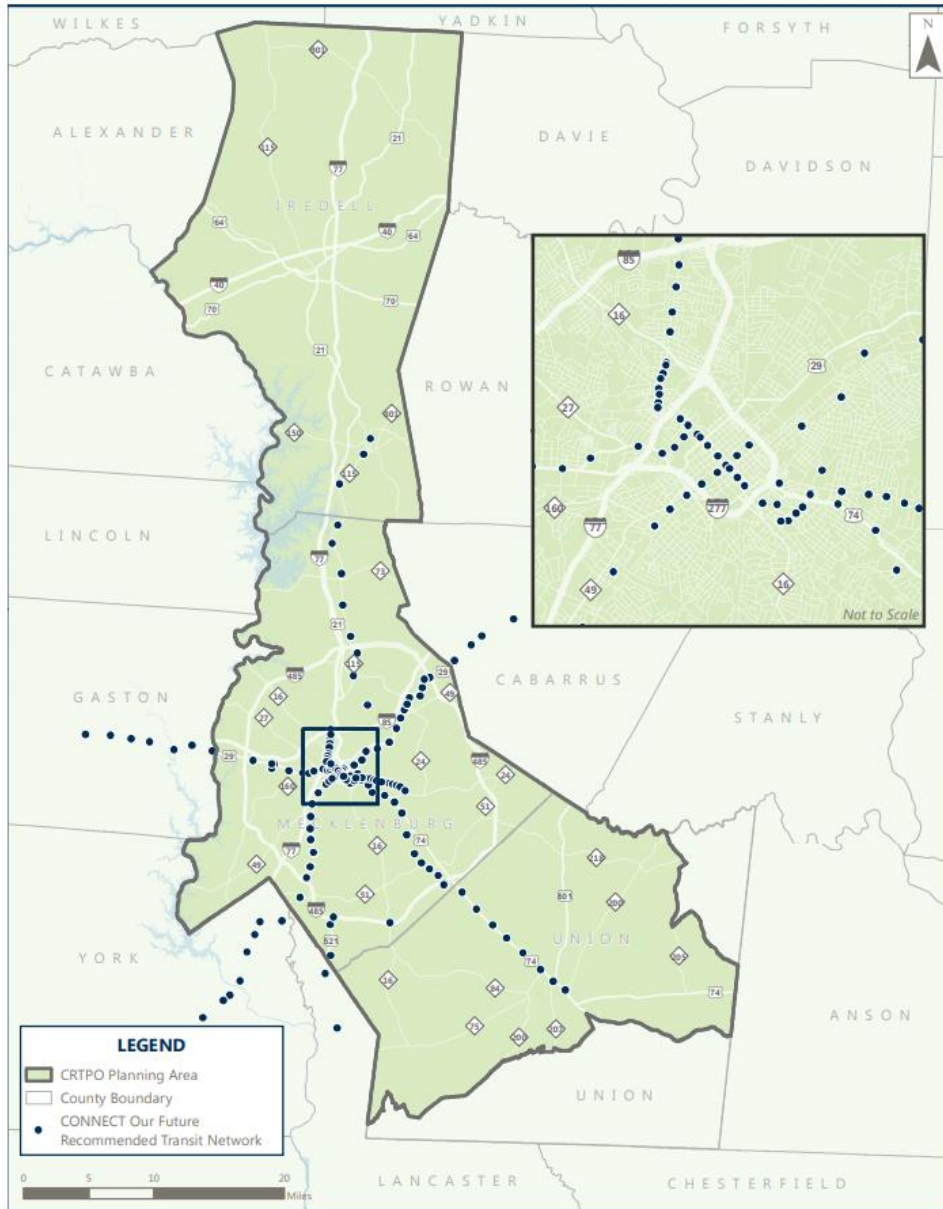 WILKES
YADKIN
FORSYTH
N
901
ALEXANDER
21
DAVIE
115
DAVIDSON
77
IREDELL
64
40
64
40
70
70
85
16
21
29
CATAWBA
ROWAN
27
801
150
115
277
160
74
LINCOLN
77
77
73
49
16
Not to Scale
21
115
485
29
CABARRUS
GASTON
16
49
STANLY
27
85
29
24
485
24
160
51
MECKLENBURG
74
16
77
218
49
51
601
200
485
UNION
521
YORK
205
74
16
84
74
ANSON
75
200
207
LEGEND
CRTPO Planning Area
County Boundary
CONNECT Our Future
Recommended Transit Network
UNION
0 5 10 20
Miles
LANCASTER
CHESTERFIELD